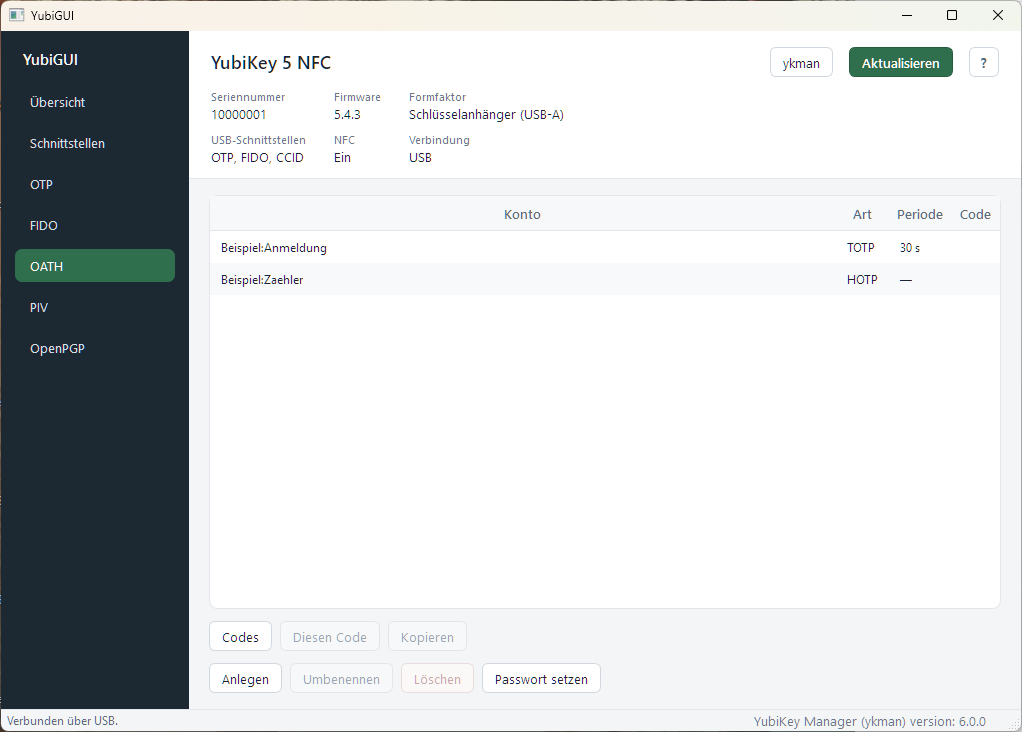 YubiGUI
YubiGUI
Übersicht
Schnittstellen
OTP
FIDO
OATH
PIV
OpenPGP
YubiKey 5 NFC
ykman
Aktualisieren
?
Seriennummer Firmware Formfaktor
10000001 5.4.3 Schlüsselanhänger (USB-A)
USB-Schnittstellen NFC Verbindung
OTP, FIDO, CCID Ein USB
Konto Art Periode Code
Beispiel:Anmeldung TOTP 30 s
Beispiel:Zaehler HOTP —
Codes Diesen Code Kopieren
Anlegen Umbenennen Löschen Passwort setzen
Verbunden über USB. YubiKey Manager (ykman) version: 6.0.0